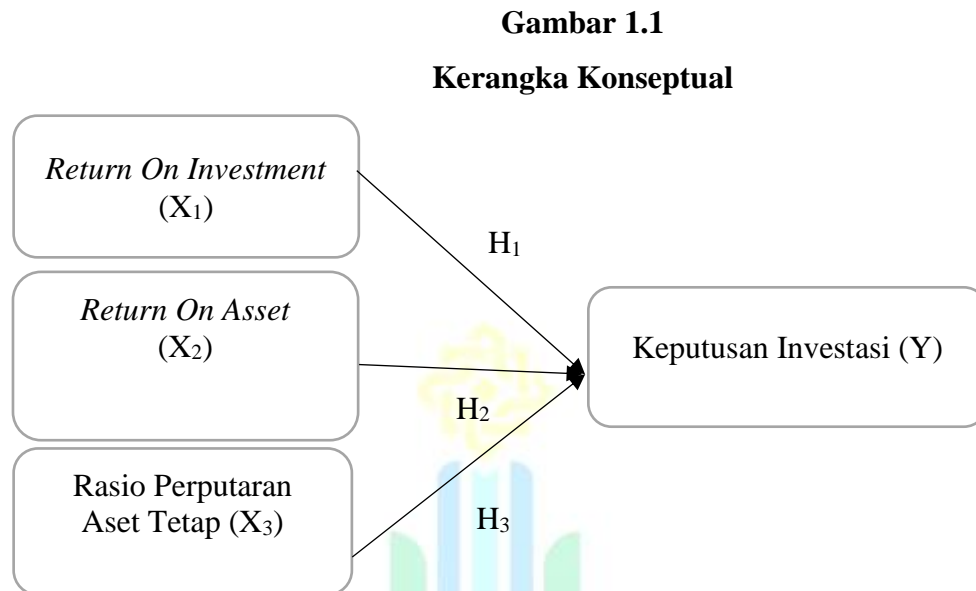 Gambar 1.1
Kerangka Konseptual
Return On Investment
(X₁)
H₁
Return On Asset
(X₂)
Keputusan Investasi (Y)
H₂
Rasio Perputaran
Aset Tetap (X₃)
H₃